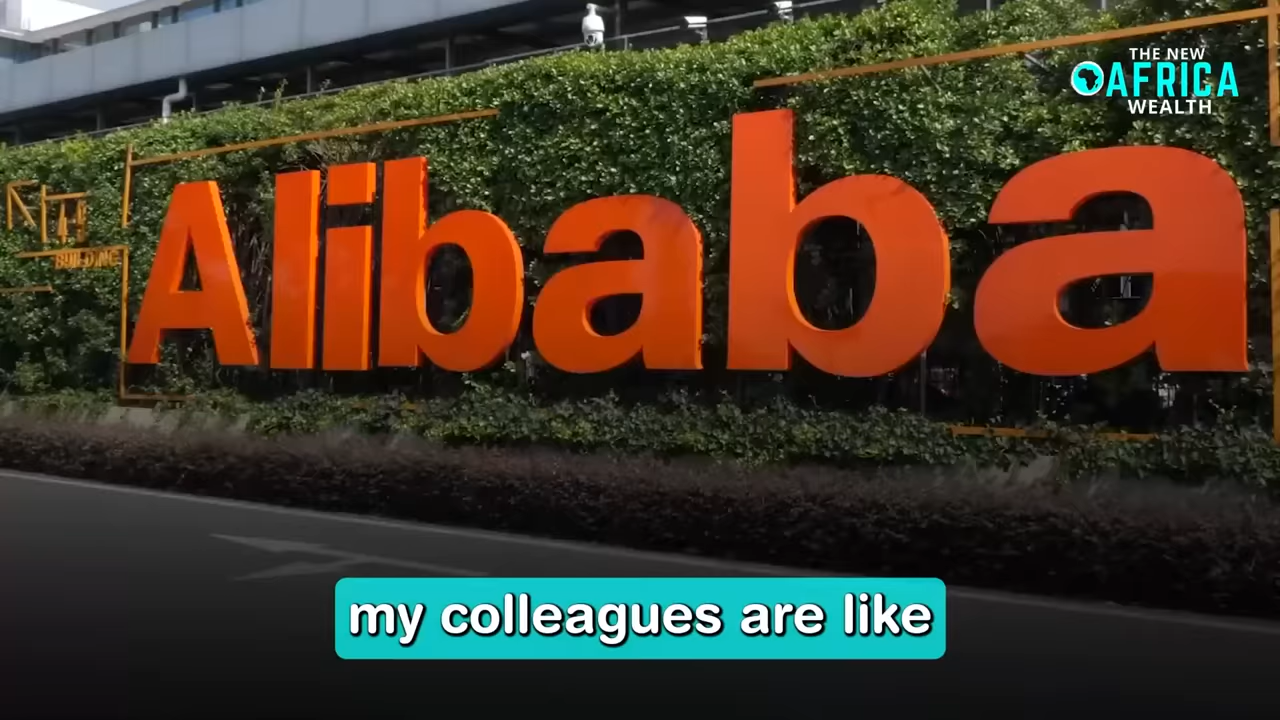 THE NEW
AFRICA
WEALTH
Alibaba
BUILDING
my colleagues are like